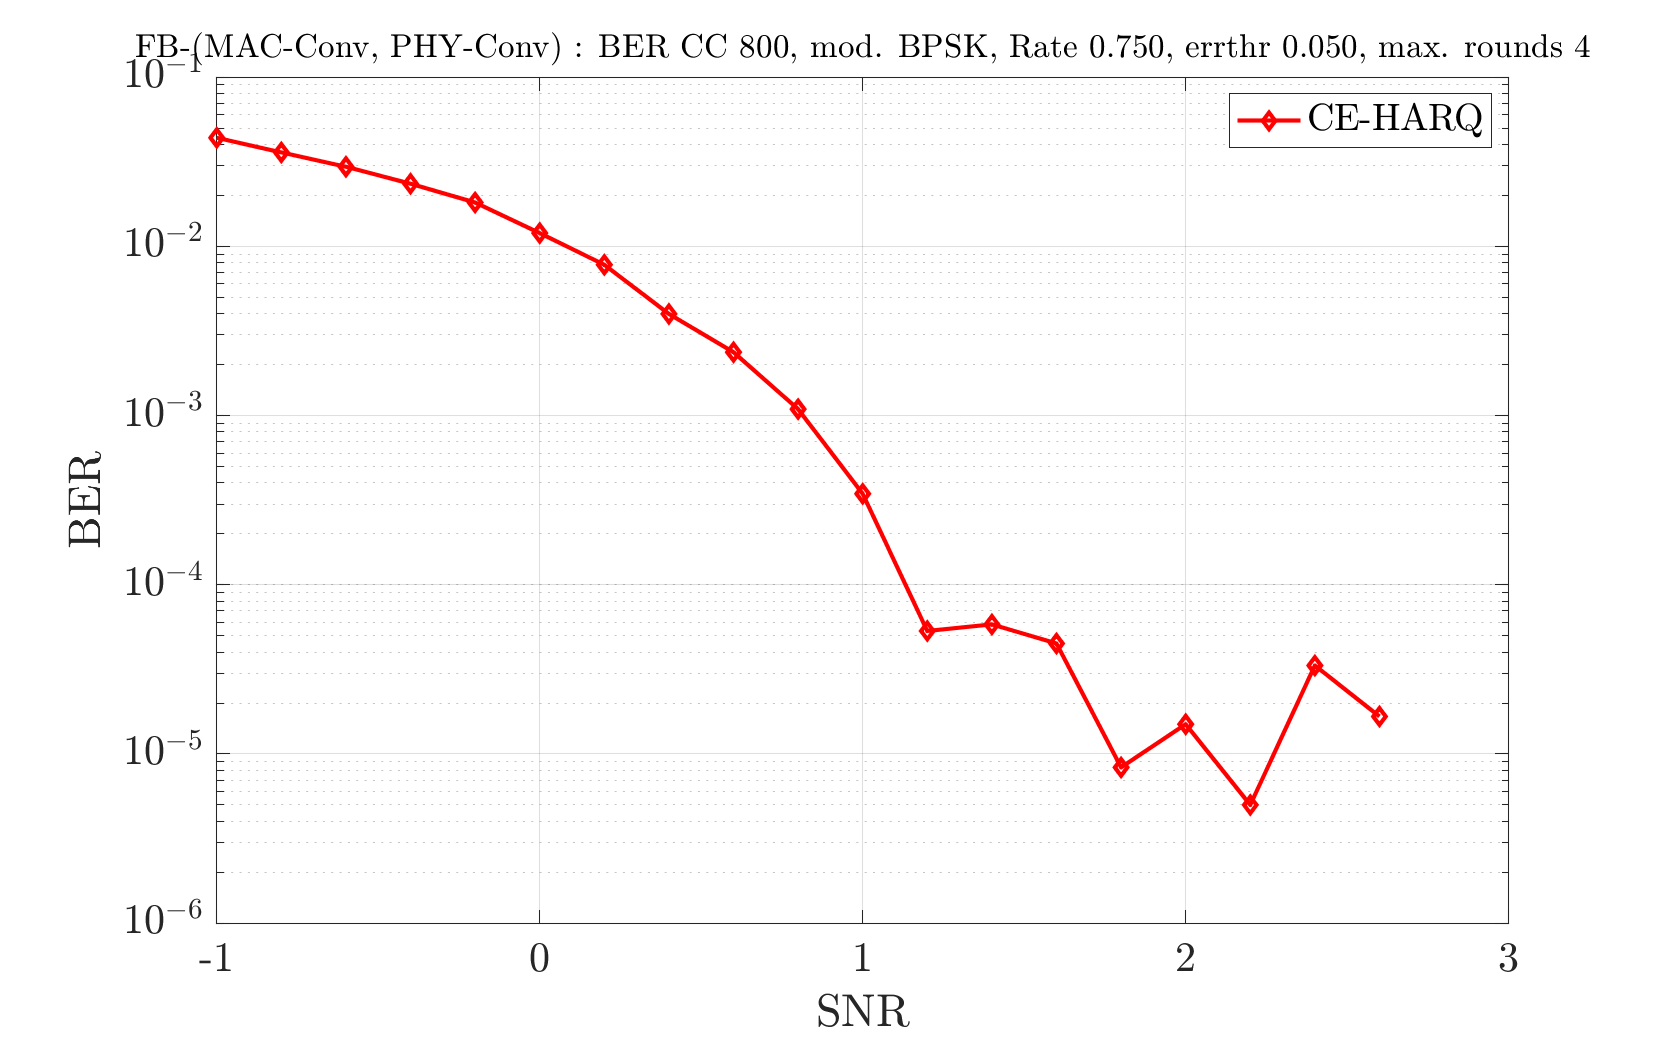 FB-(MAC-Conv, PHY-Conv) : BER CC 800, mod. BPSK, Rate 0.750, errthr 0.050, max. rounds 4
10⁻¹
CE-HARQ
10⁻²
10⁻³
BER
10⁻⁴
10⁻⁵
10⁻⁶
-1 0 1 2 3
SNR